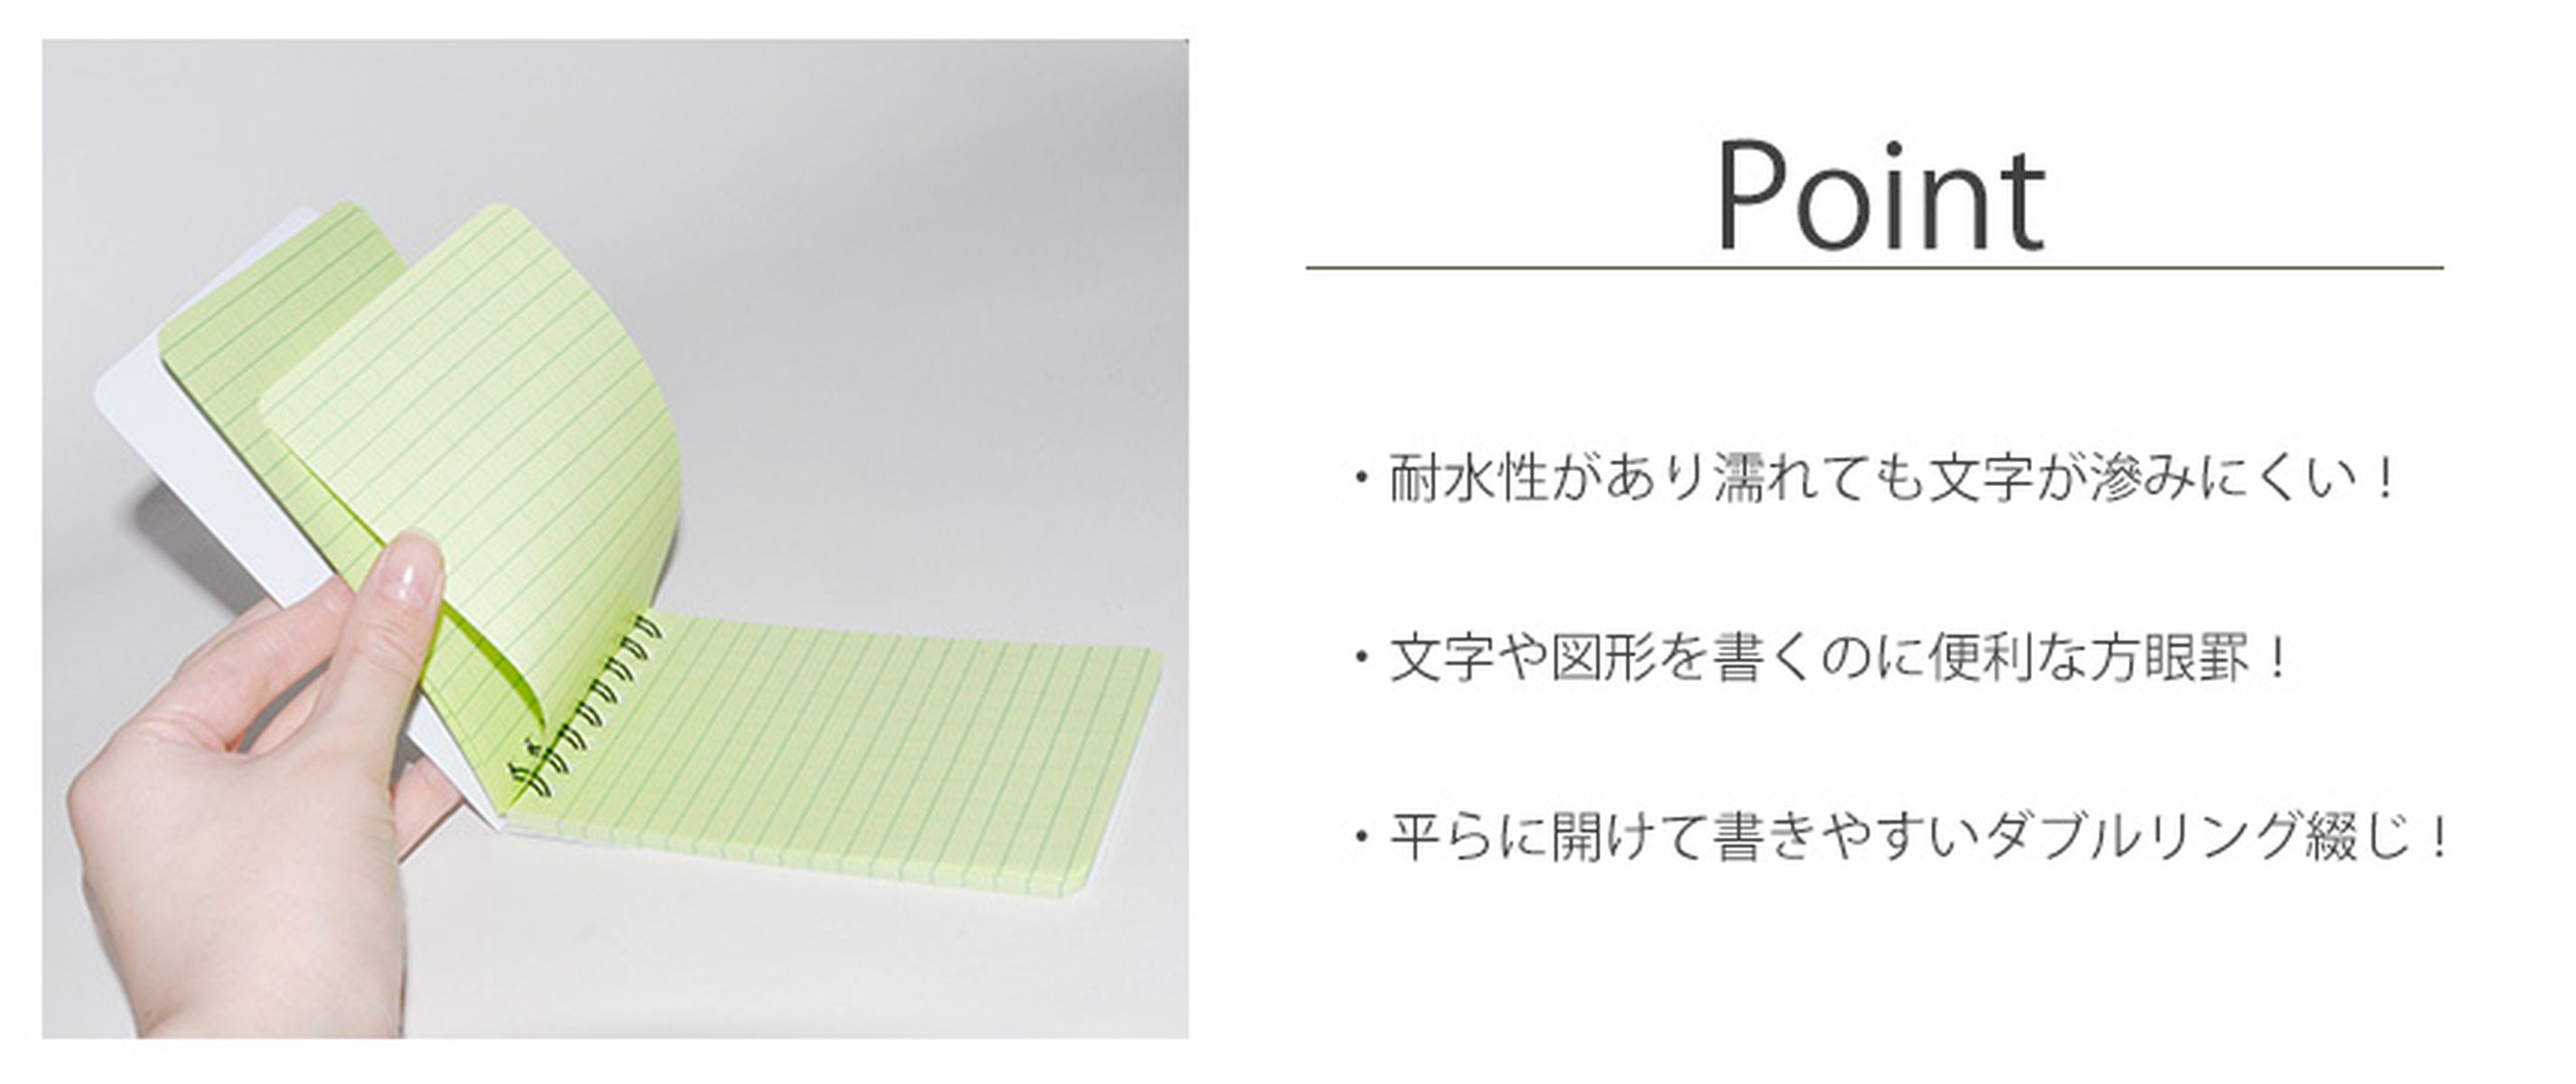 Point
・耐水性があり濡れても文字が滲みにくい！
・文字や図形を書くのに便利な方眼罫！
・平らに開けて書きやすいダブルリング綴じ！